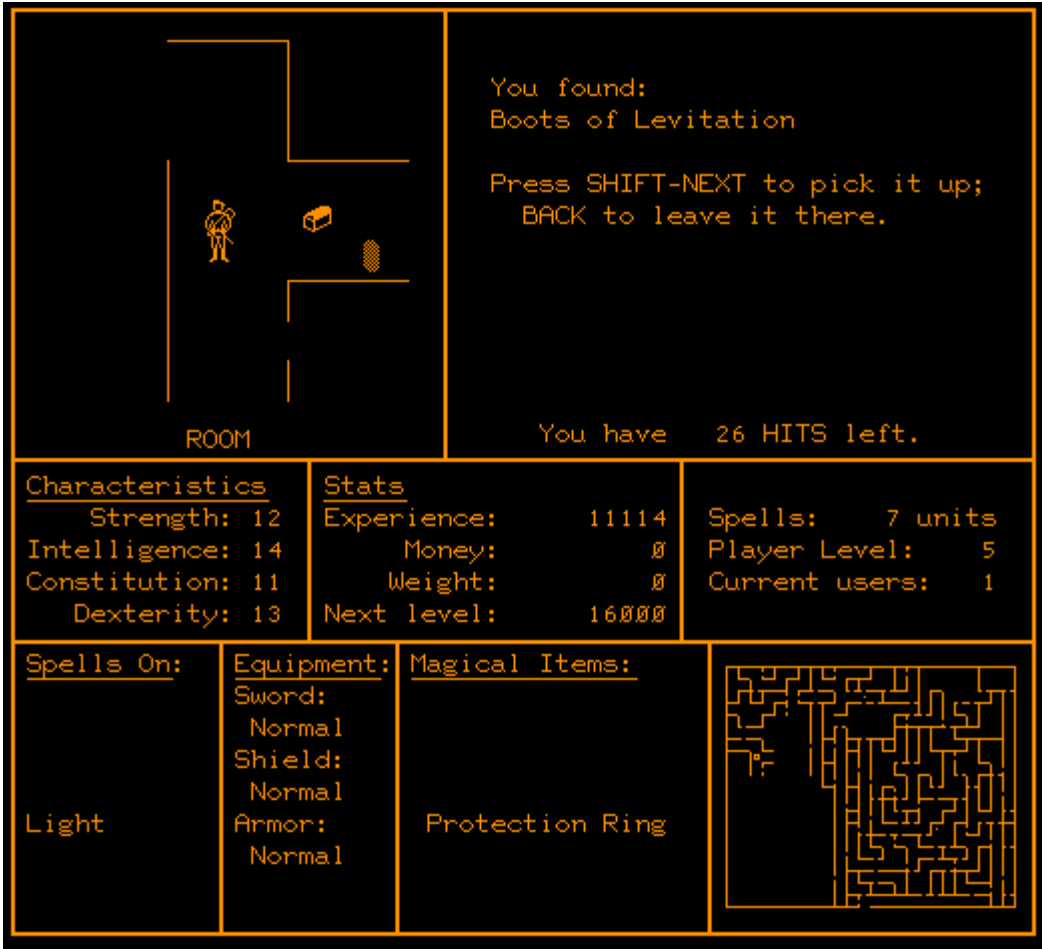 You found:
Boots of Levitation
Press SHIFT-NEXT to pick it up;
BACK to leave it there.
ROOM
You have 26 HITS left.
Characteristics
Strength: 12
Intelligence: 14
Constitution: 11
Dexterity: 13
Stats
Experience: 11114
Money: 0
Weight: 0
Next level: 16000
Spells: 7 units
Player Level: 5
Current users: 1
Spells On:
Light
Equipment:
Sword:
Normal
Shield:
Normal
Armor:
Normal
Magical Items:
Protection Ring